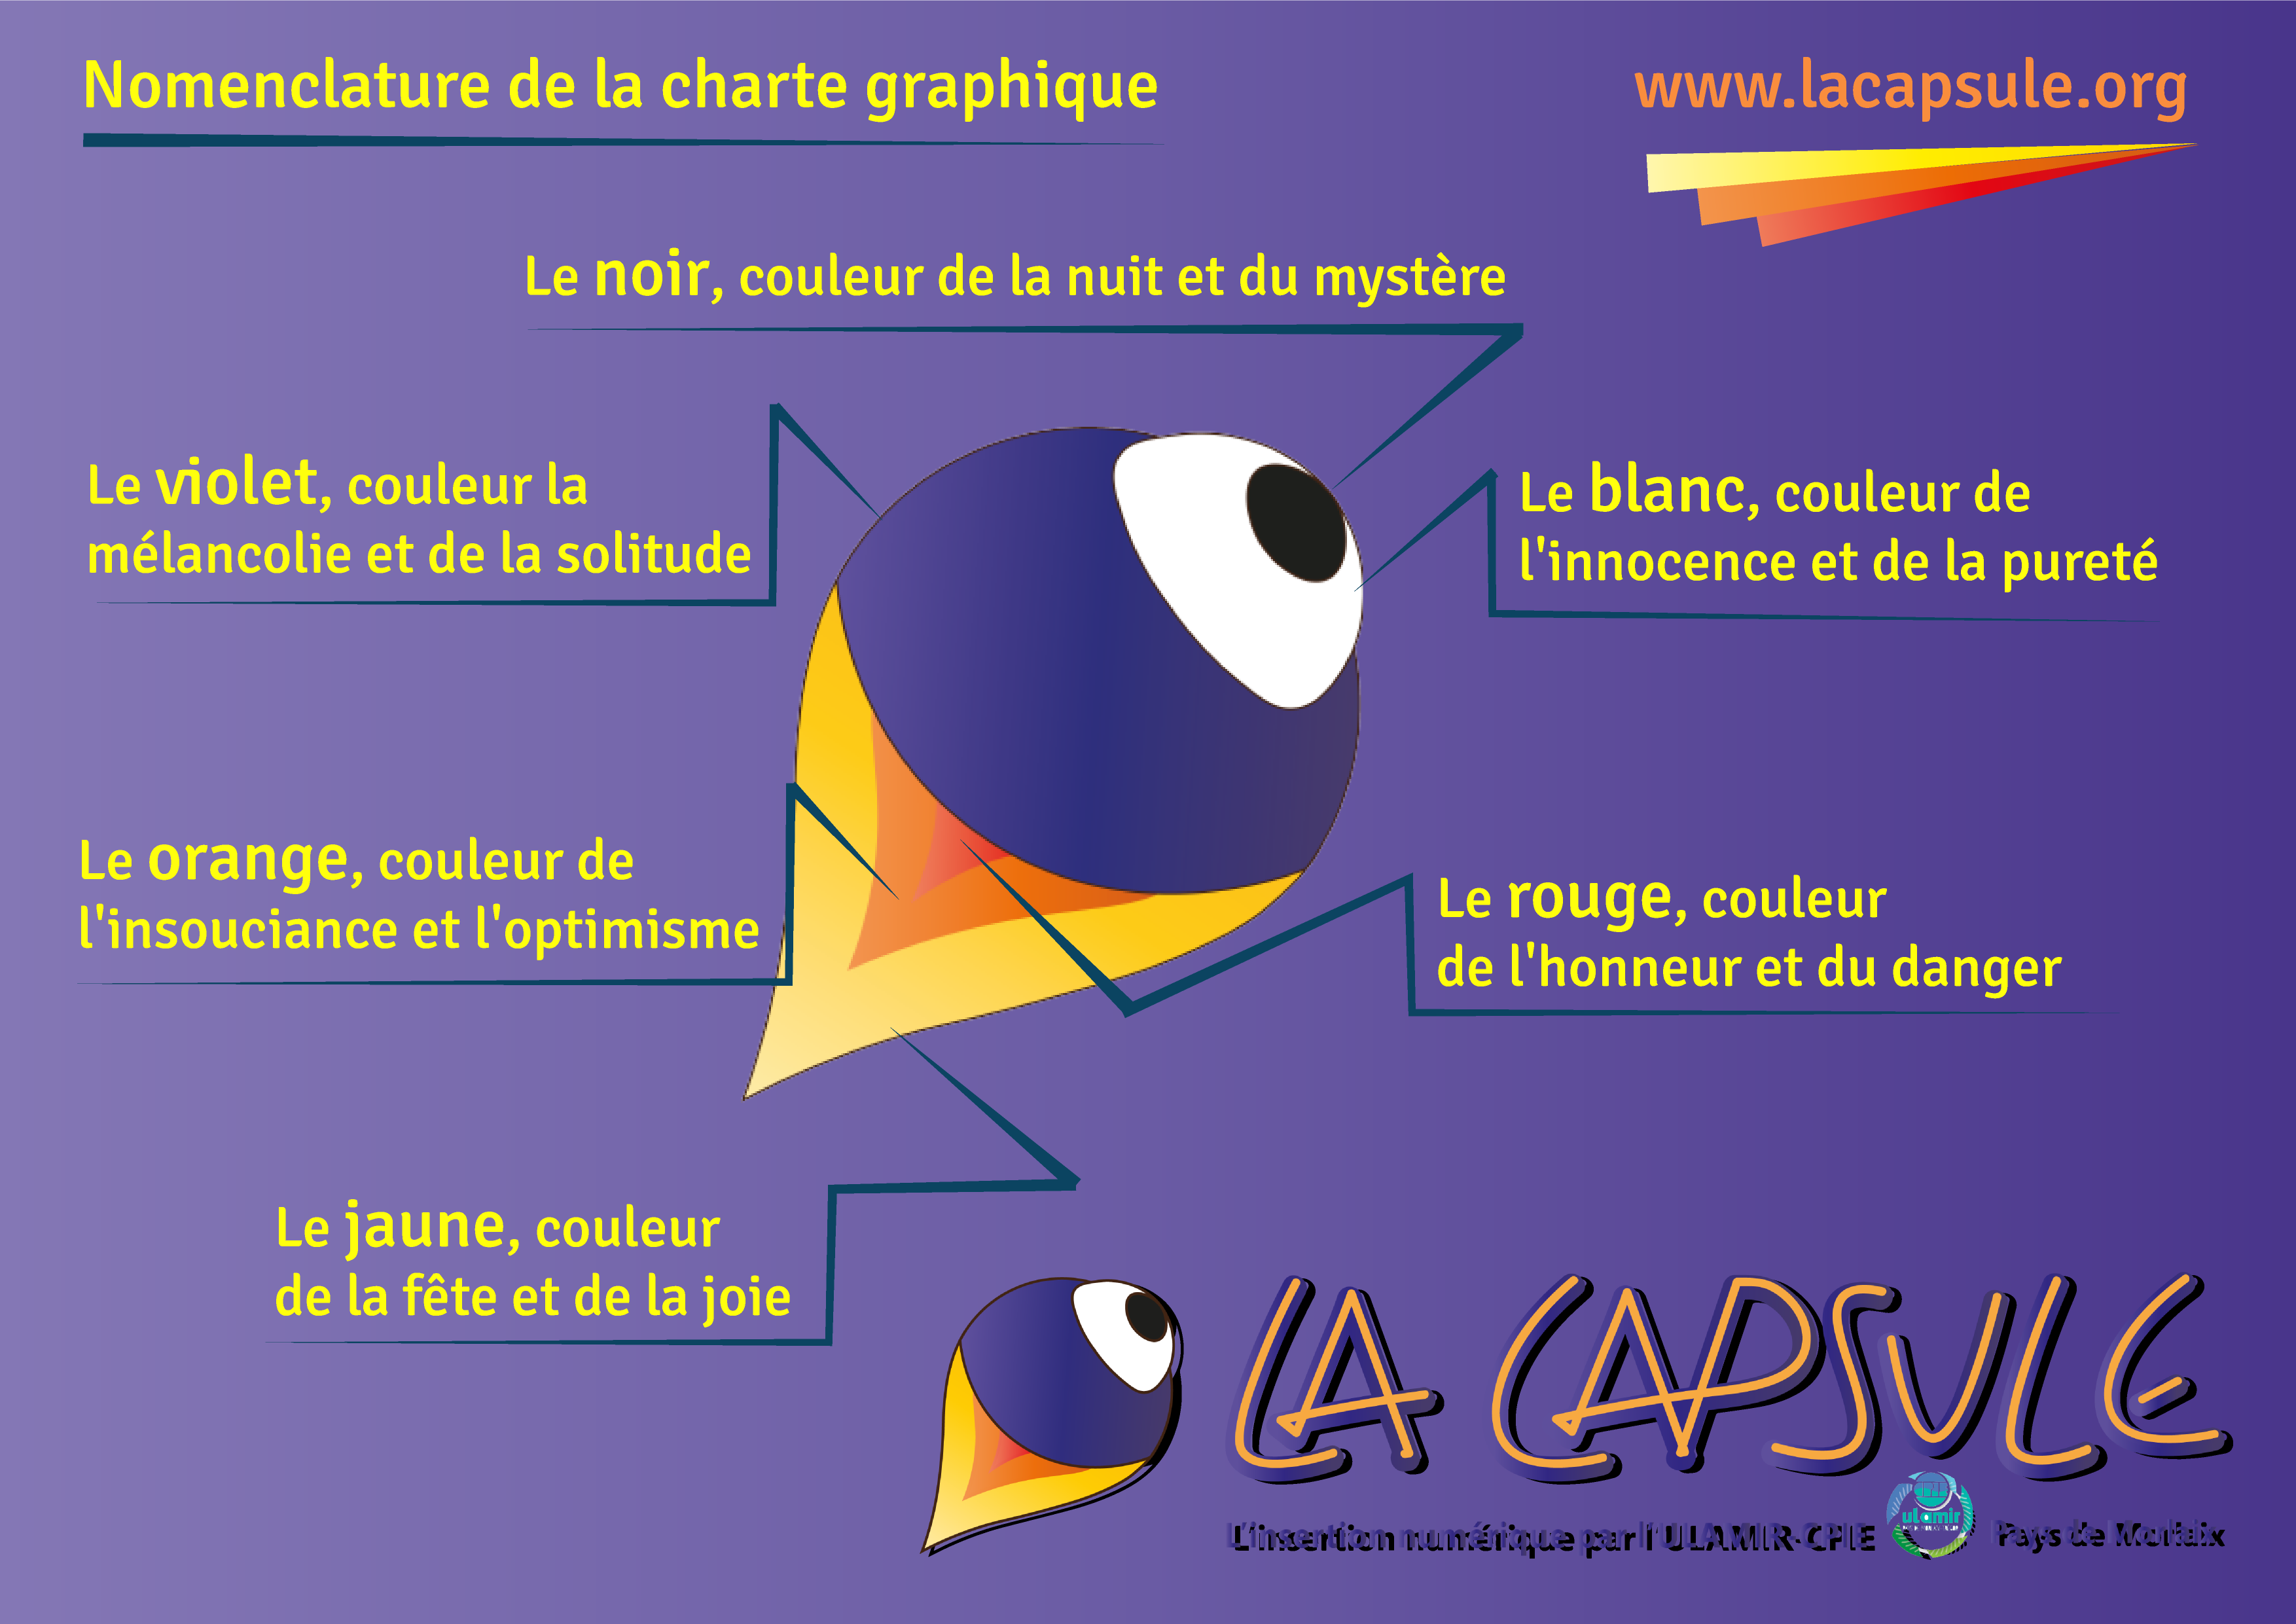 Nomenclature de la charte graphique
www.lacapsule.org
Le noir, couleur de la nuit et du mystère
Le violet, couleur la
mélancolie et de la solitude
Le blanc, couleur de
l'innocence et de la pureté
Le orange, couleur de
l'insouciance et l'optimisme
Le rouge, couleur
de l'honneur et du danger
Le jaune, couleur
de la fête et de la joie
LA CAPSULE
L'insertion numérique par l'ULAMIR-CPIE
ulamir
Pays de Morlaix